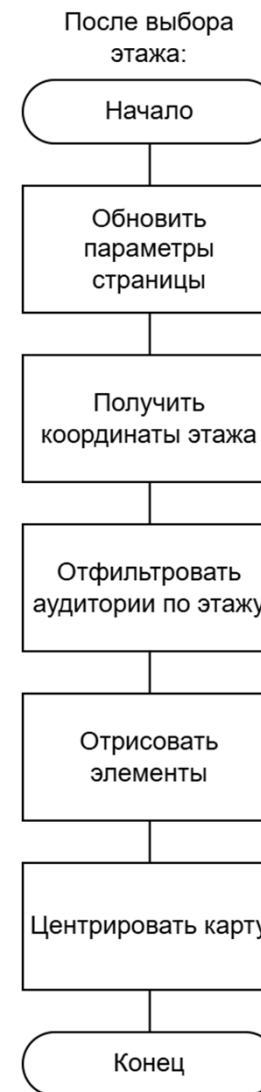 После выбора
этажа:
Начало
Обновить
параметры
страницы
Получить
координаты этажа
Отфильтровать
аудитории по этажу
Отрисовать
элементы
Центрировать карту
Конец